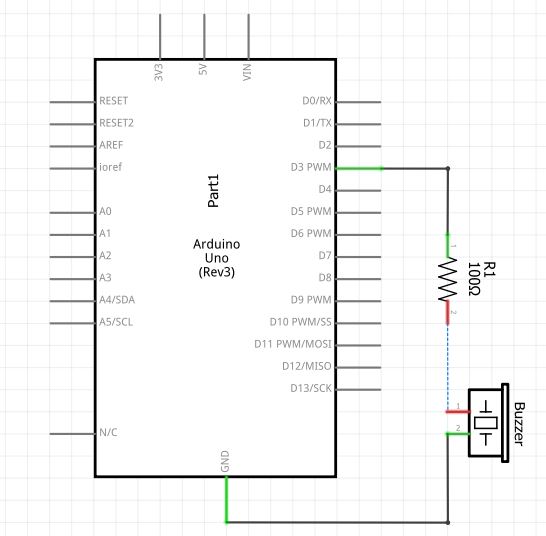 3V3
5V
VIN
RESET
RESET2
AREF
ioref
A0
A1
A2
A3
A4/SDA
A5/SCL
N/C
Part1
Arduino
Uno
(Rev3)
D0/RX
D1/TX
D2
D3 PWM
D4
D5 PWM
D6 PWM
D7
D8
D9 PWM
D10 PWM/SS
D11 PWM/MOSI
D12/MISO
D13/SCK
GND
1
R1
100Ω
2
1
2
Buzzer